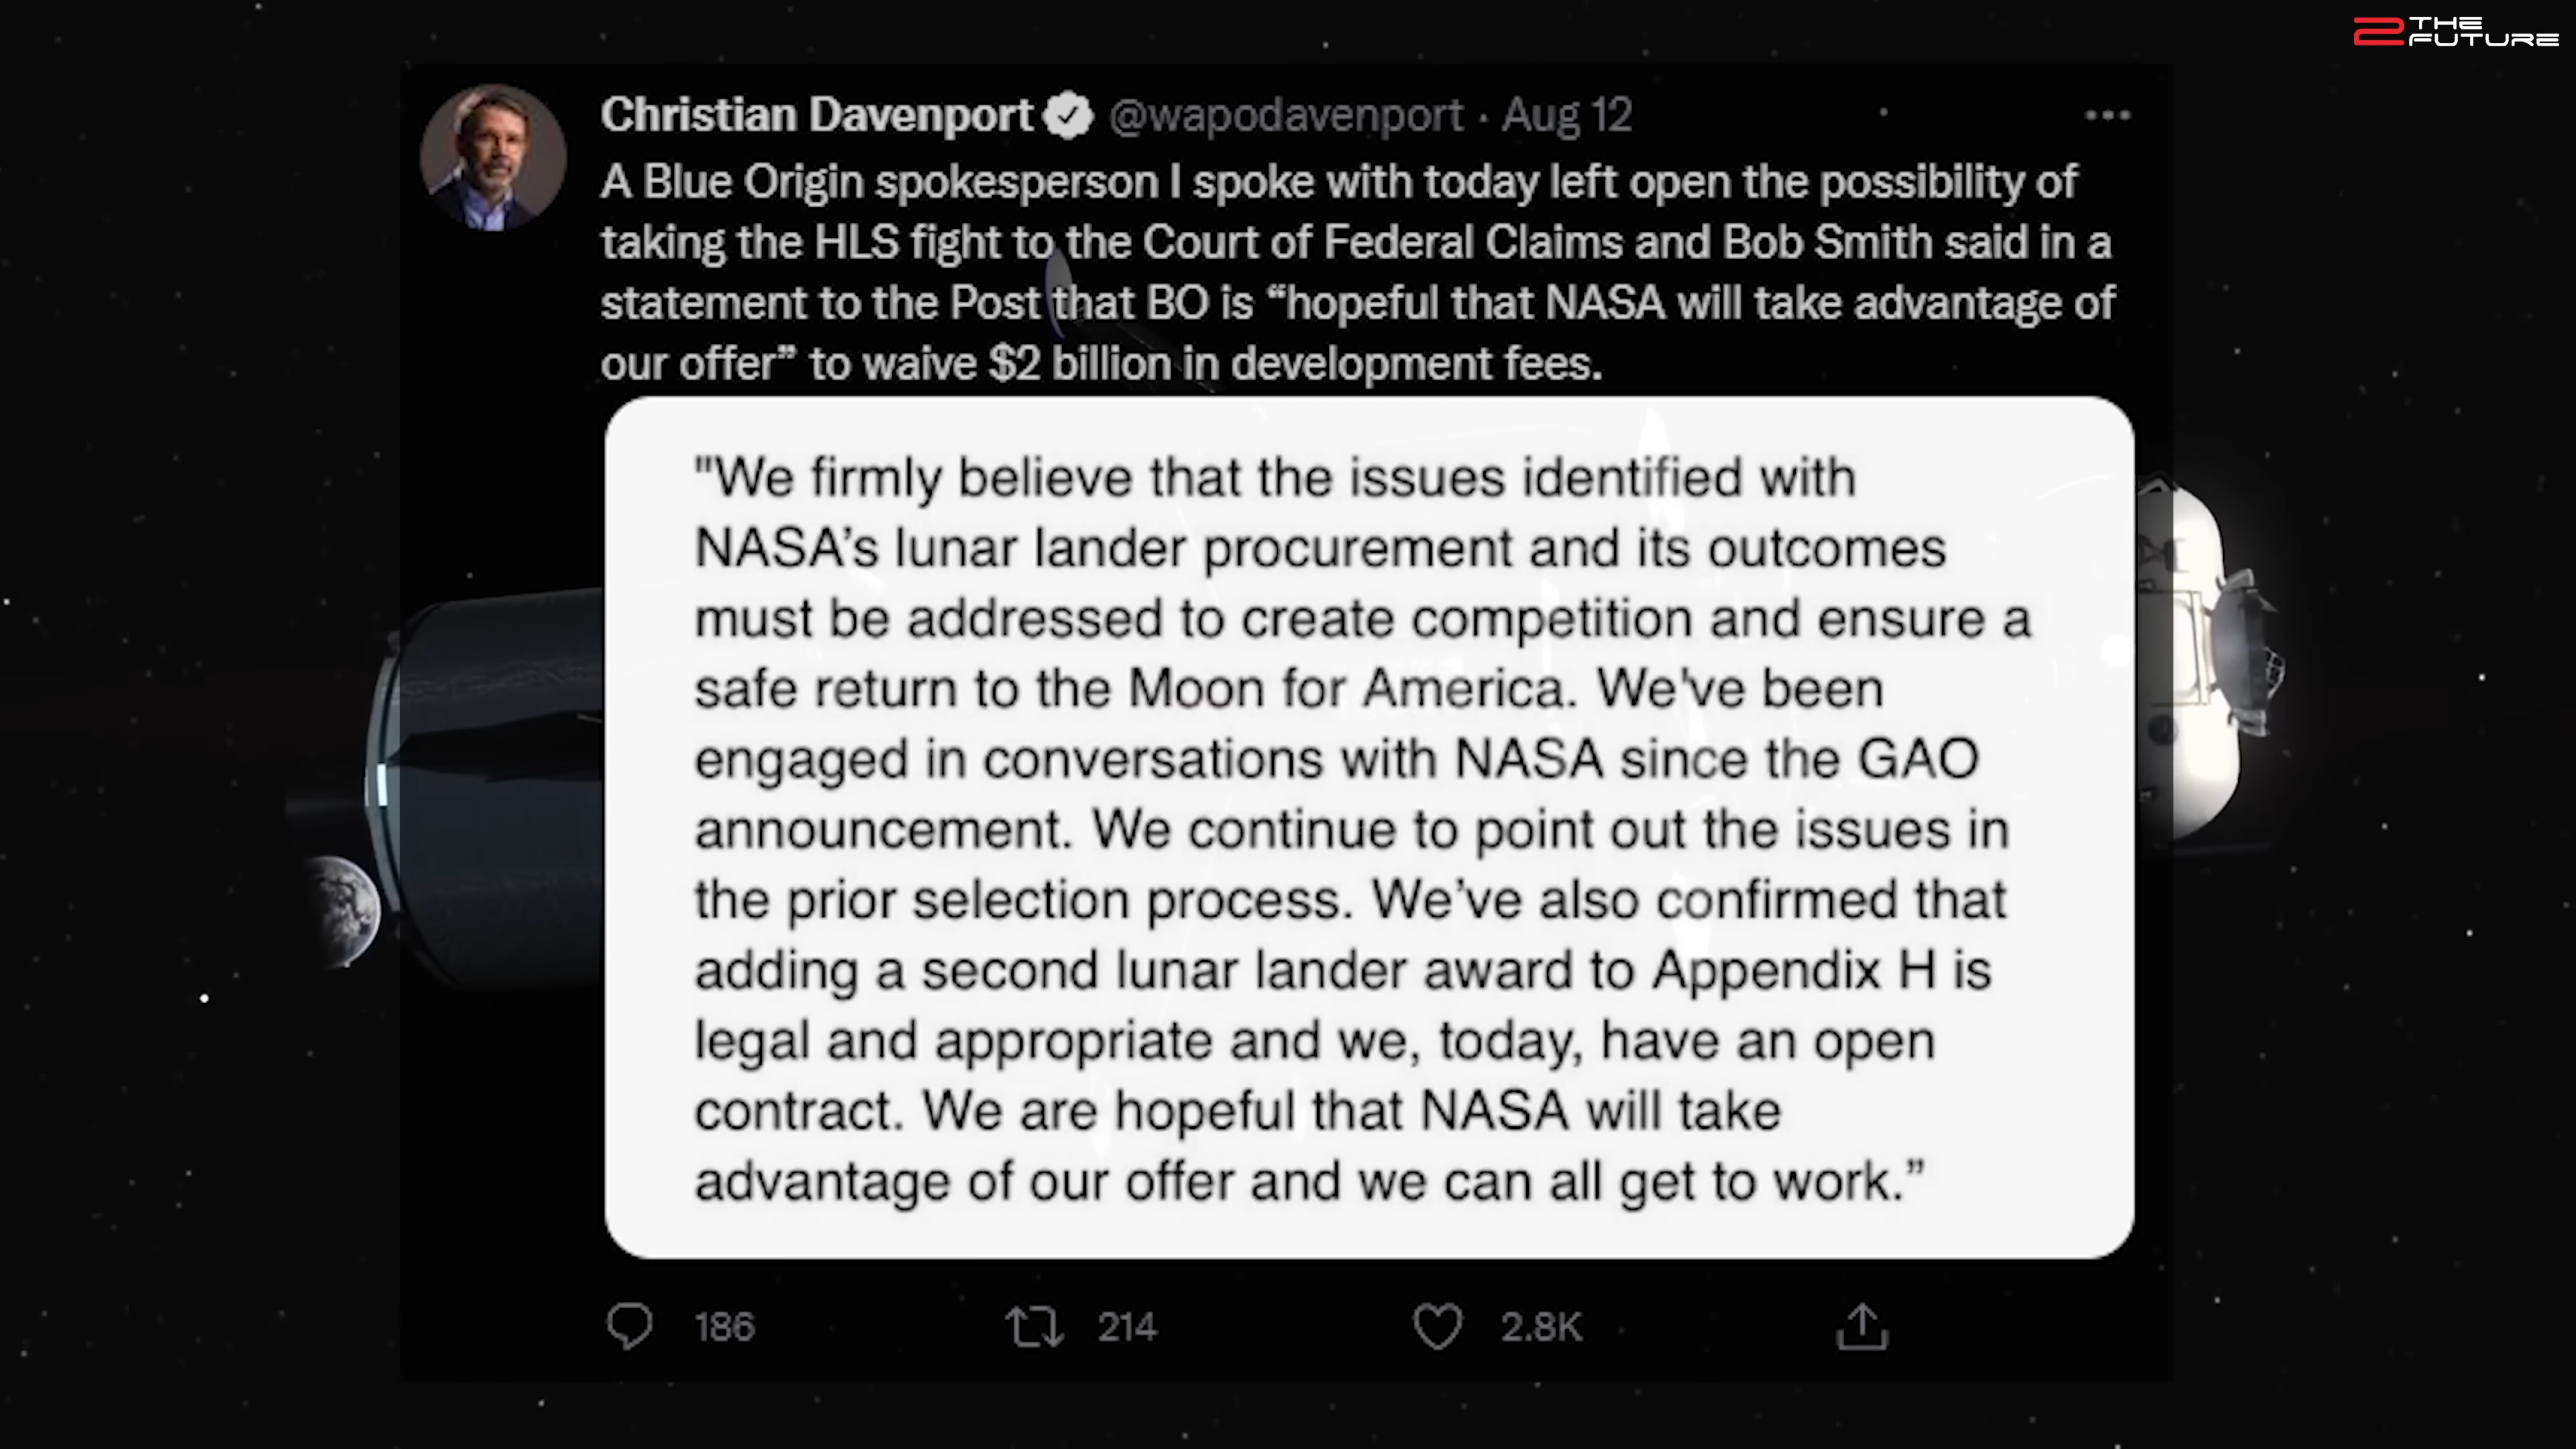 2 THE FUTURE
Christian Davenport @wapodavenport · Aug 12
A Blue Origin spokesperson I spoke with today left open the possibility of
taking the HLS fight to the Court of Federal Claims and Bob Smith said in a
statement to the Post that BO is “hopeful that NASA will take advantage of
our offer” to waive $2 billion in development fees.
"We firmly believe that the issues identified with
NASA’s lunar lander procurement and its outcomes
must be addressed to create competition and ensure a
safe return to the Moon for America. We've been
engaged in conversations with NASA since the GAO
announcement. We continue to point out the issues in
the prior selection process. We’ve also confirmed that
adding a second lunar lander award to Appendix H is
legal and appropriate and we, today, have an open
contract. We are hopeful that NASA will take
advantage of our offer and we can all get to work.”
186 214 2.8K